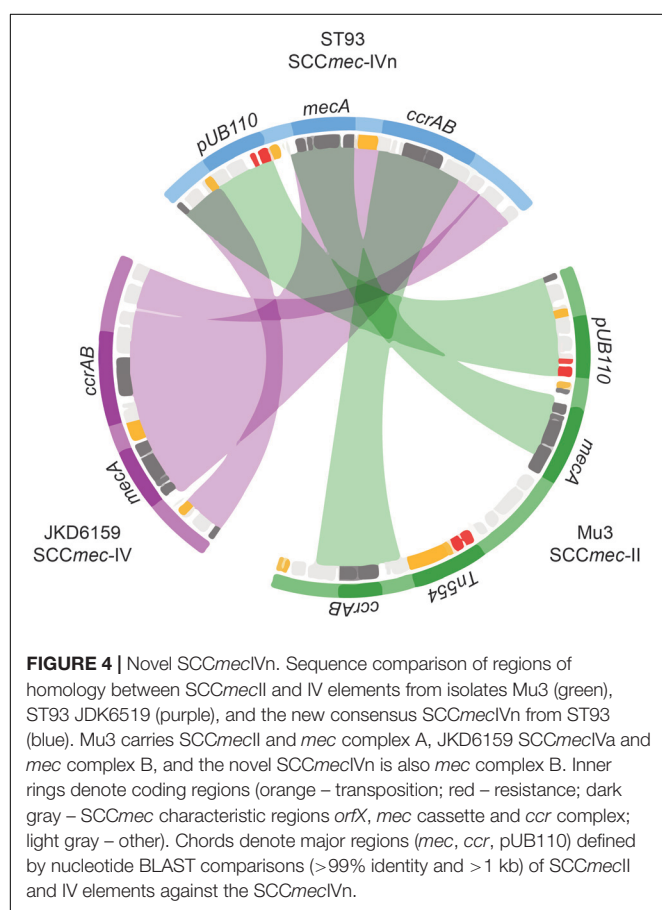 ST93
SCCmec-IVn
pUB110
mecA
ccrAB
ccrAB
mecA
JKD6159
SCCmec-IV
pUB110
mecA
Mu3
SCCmec-II
Tn554
ccrAB
FIGURE 4 | Novel SCCmecIVn. Sequence comparison of regions of
homology between SCCmecII and IV elements from isolates Mu3 (green),
ST93 JDK6519 (purple), and the new consensus SCCmecIVn from ST93
(blue). Mu3 carries SCCmecII and mec complex A, JKD6159 SCCmecIVa and
mec complex B, and the novel SCCmecIVn is also mec complex B. Inner
rings denote coding regions (orange – transposition; red – resistance; dark
gray – SCCmec characteristic regions orfX, mec cassette and ccr complex;
light gray – other). Chords denote major regions (mec, ccr, pUB110) defined
by nucleotide BLAST comparisons (>99% identity and >1 kb) of SCCmecII
and IV elements against the SCCmecIVn.